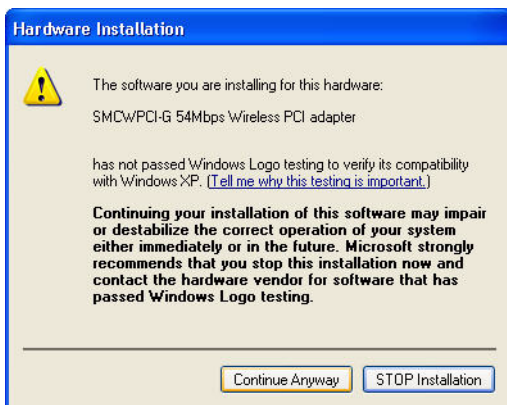 Hardware Installation
The software you are installing for this hardware:
SMCWPCI-G 54Mbps Wireless PCI adapter
has not passed Windows Logo testing to verify its compatibility
with Windows XP. (Tell me why this testing is important.)
Continuing your installation of this software may impair
or destabilize the correct operation of your system
either immediately or in the future. Microsoft strongly
recommends that you stop this installation now and
contact the hardware vendor for software that has
passed Windows Logo testing.
Continue Anyway
STOP Installation